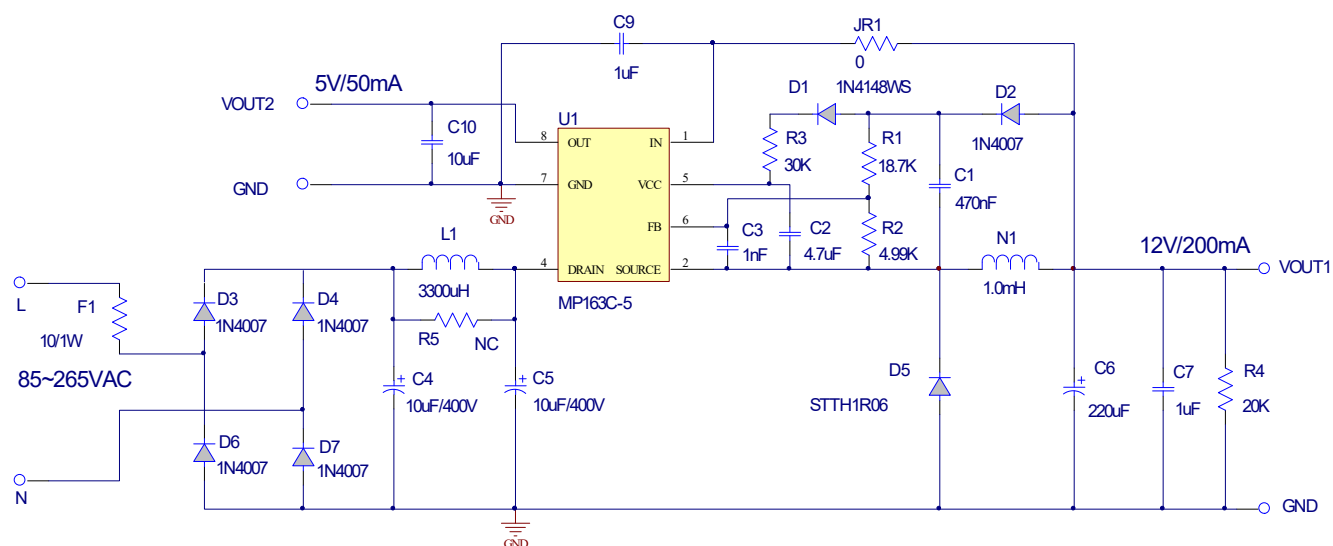 C9
1uF
JR1
0
5V/50mA
VOUT2
C10
10uF
GND
GND
U1
8 OUT IN 1
7 GND VCC 5
FB 6
4 DRAIN SOURCE 2
MP163C-5
D1
1N4148WS
D2
1N4007
R3
30K
R1
18.7K
C1
470nF
C3
1nF
C2
4.7uF
R2
4.99K
N1
1.0mH
12V/200mA
VOUT1
L1
3300uH
R5
NC
L
F1
10/1W
85~265VAC
N
D3
1N4007
D4
1N4007
D6
1N4007
D7
1N4007
C4
+
10uF/400V
C5
+
10uF/400V
D5
STTH1R06
C6
+
220uF
C7
1uF
R4
20K
GND
GND